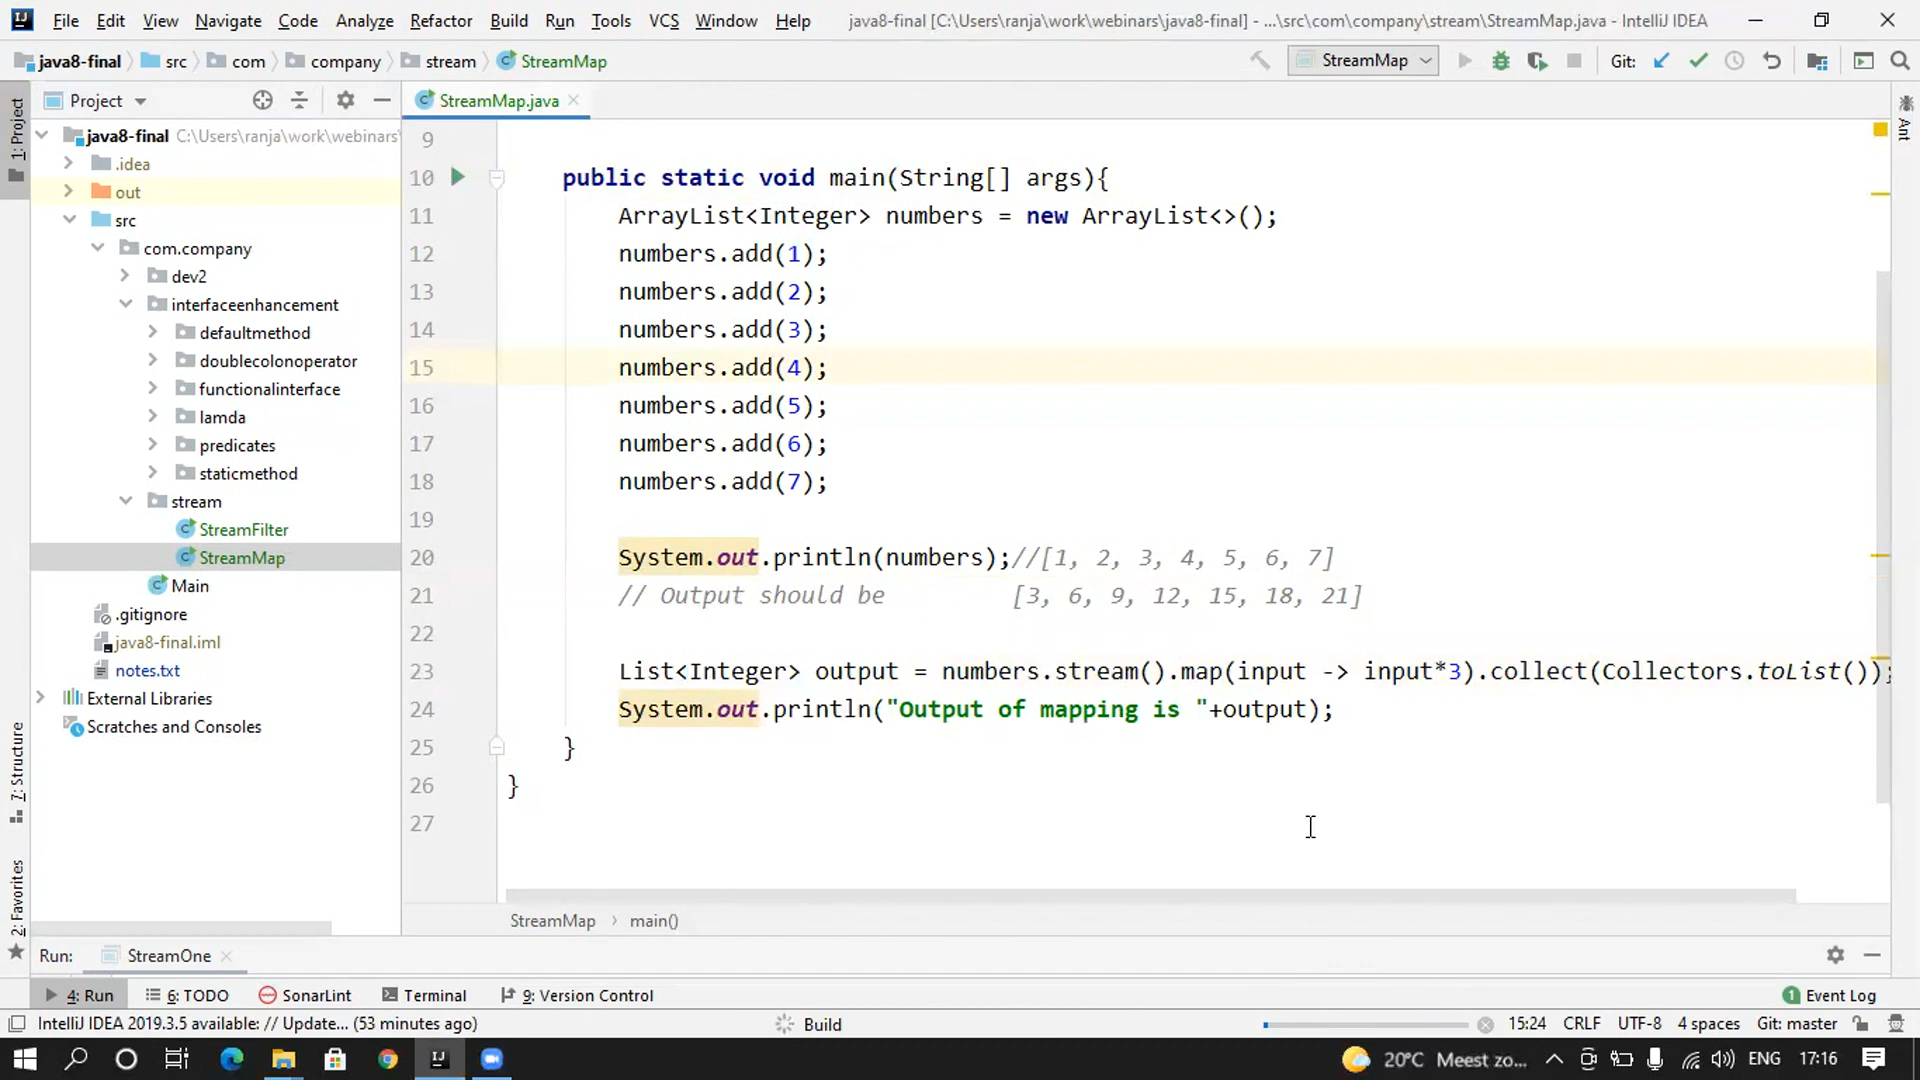 File Edit View Navigate Code Analyze Refactor Build Run Tools VCS Window Help java8-final [C:\Users\ranja\work\webinars\java8-final] - ...\src\com\company\stream\StreamMap.java - IntelliJ IDEA
java8-final src com company stream StreamMap StreamMap Git:
Project StreamMap.java
java8-final C:\Users\ranja\work\webinars\
.idea
out
src
com.company
dev2
interfaceenhancement
defaultmethod
doublecolonoperator
functionalinterface
lamda
predicates
staticmethod
stream
StreamFilter
StreamMap
Main
.gitignore
java8-final.iml
notes.txt
External Libraries
Scratches and Consoles
1: Project
7: Structure
2: Favorites
Ant
9
10 public static void main(String[] args){
11 ArrayList<Integer> numbers = new ArrayList<>();
12 numbers.add(1);
13 numbers.add(2);
14 numbers.add(3);
15 numbers.add(4);
16 numbers.add(5);
17 numbers.add(6);
18 numbers.add(7);
19
20 System.out.println(numbers);//[1, 2, 3, 4, 5, 6, 7]
21 // Output should be [3, 6, 9, 12, 15, 18, 21]
22
23 List<Integer> output = numbers.stream().map(input -> input*3).collect(Collectors.toList());
24 System.out.println("Output of mapping is "+output);
25 }
26 }
27
StreamMap main()
Run: StreamOne
4: Run 6: TODO SonarLint Terminal 9: Version Control 1 Event Log
IntelliJ IDEA 2019.3.5 available: // Update... (53 minutes ago) Build 15:24 CRLF UTF-8 4 spaces Git: master
20°C Meest zo... ENG 17:16